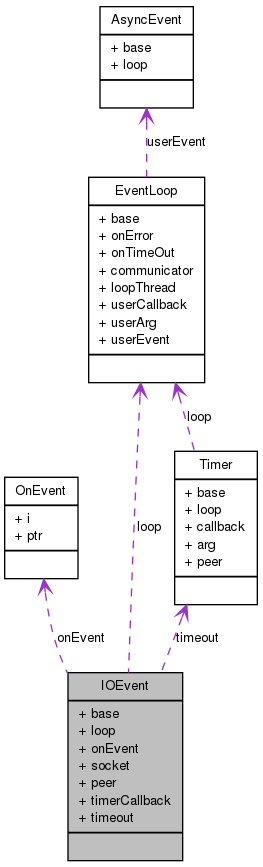 AsyncEvent
+ base
+ loop
userEvent
EventLoop
+ base
+ onError
+ onTimeOut
+ communicator
+ loopThread
+ userCallback
+ userArg
+ userEvent
loop
Timer
+ base
+ loop
+ callback
+ arg
+ peer
OnEvent
+ i
+ ptr
loop
onEvent
timeout
IOEvent
+ base
+ loop
+ onEvent
+ socket
+ peer
+ timerCallback
+ timeout